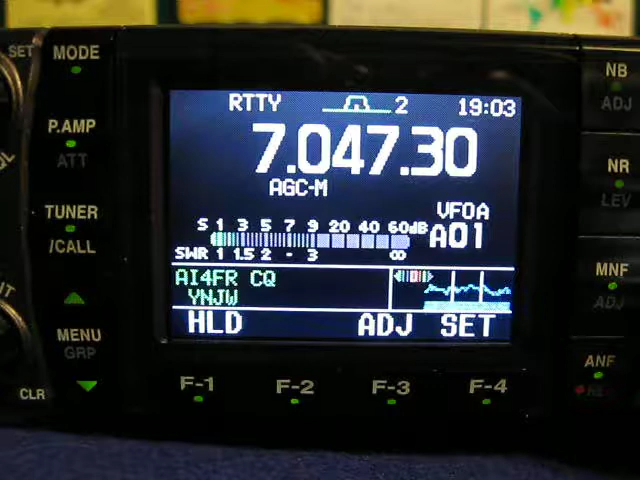 SET
MODE
P.AMP
ATT
TUNER
/CALL
MENU
GRP
CLR
RTTY 2 19:03
7.047.30
AGC-M
VFOA
A01
S 1 3 5 7 9 20 40 60dB
SWR 1 1.5 2 - 3 ∞
AI4FR CQ
YNJW
HLD ADJ SET
F-1 F-2 F-3 F-4
NB
ADJ
NR
LEV
MNF
ADJ
ANF